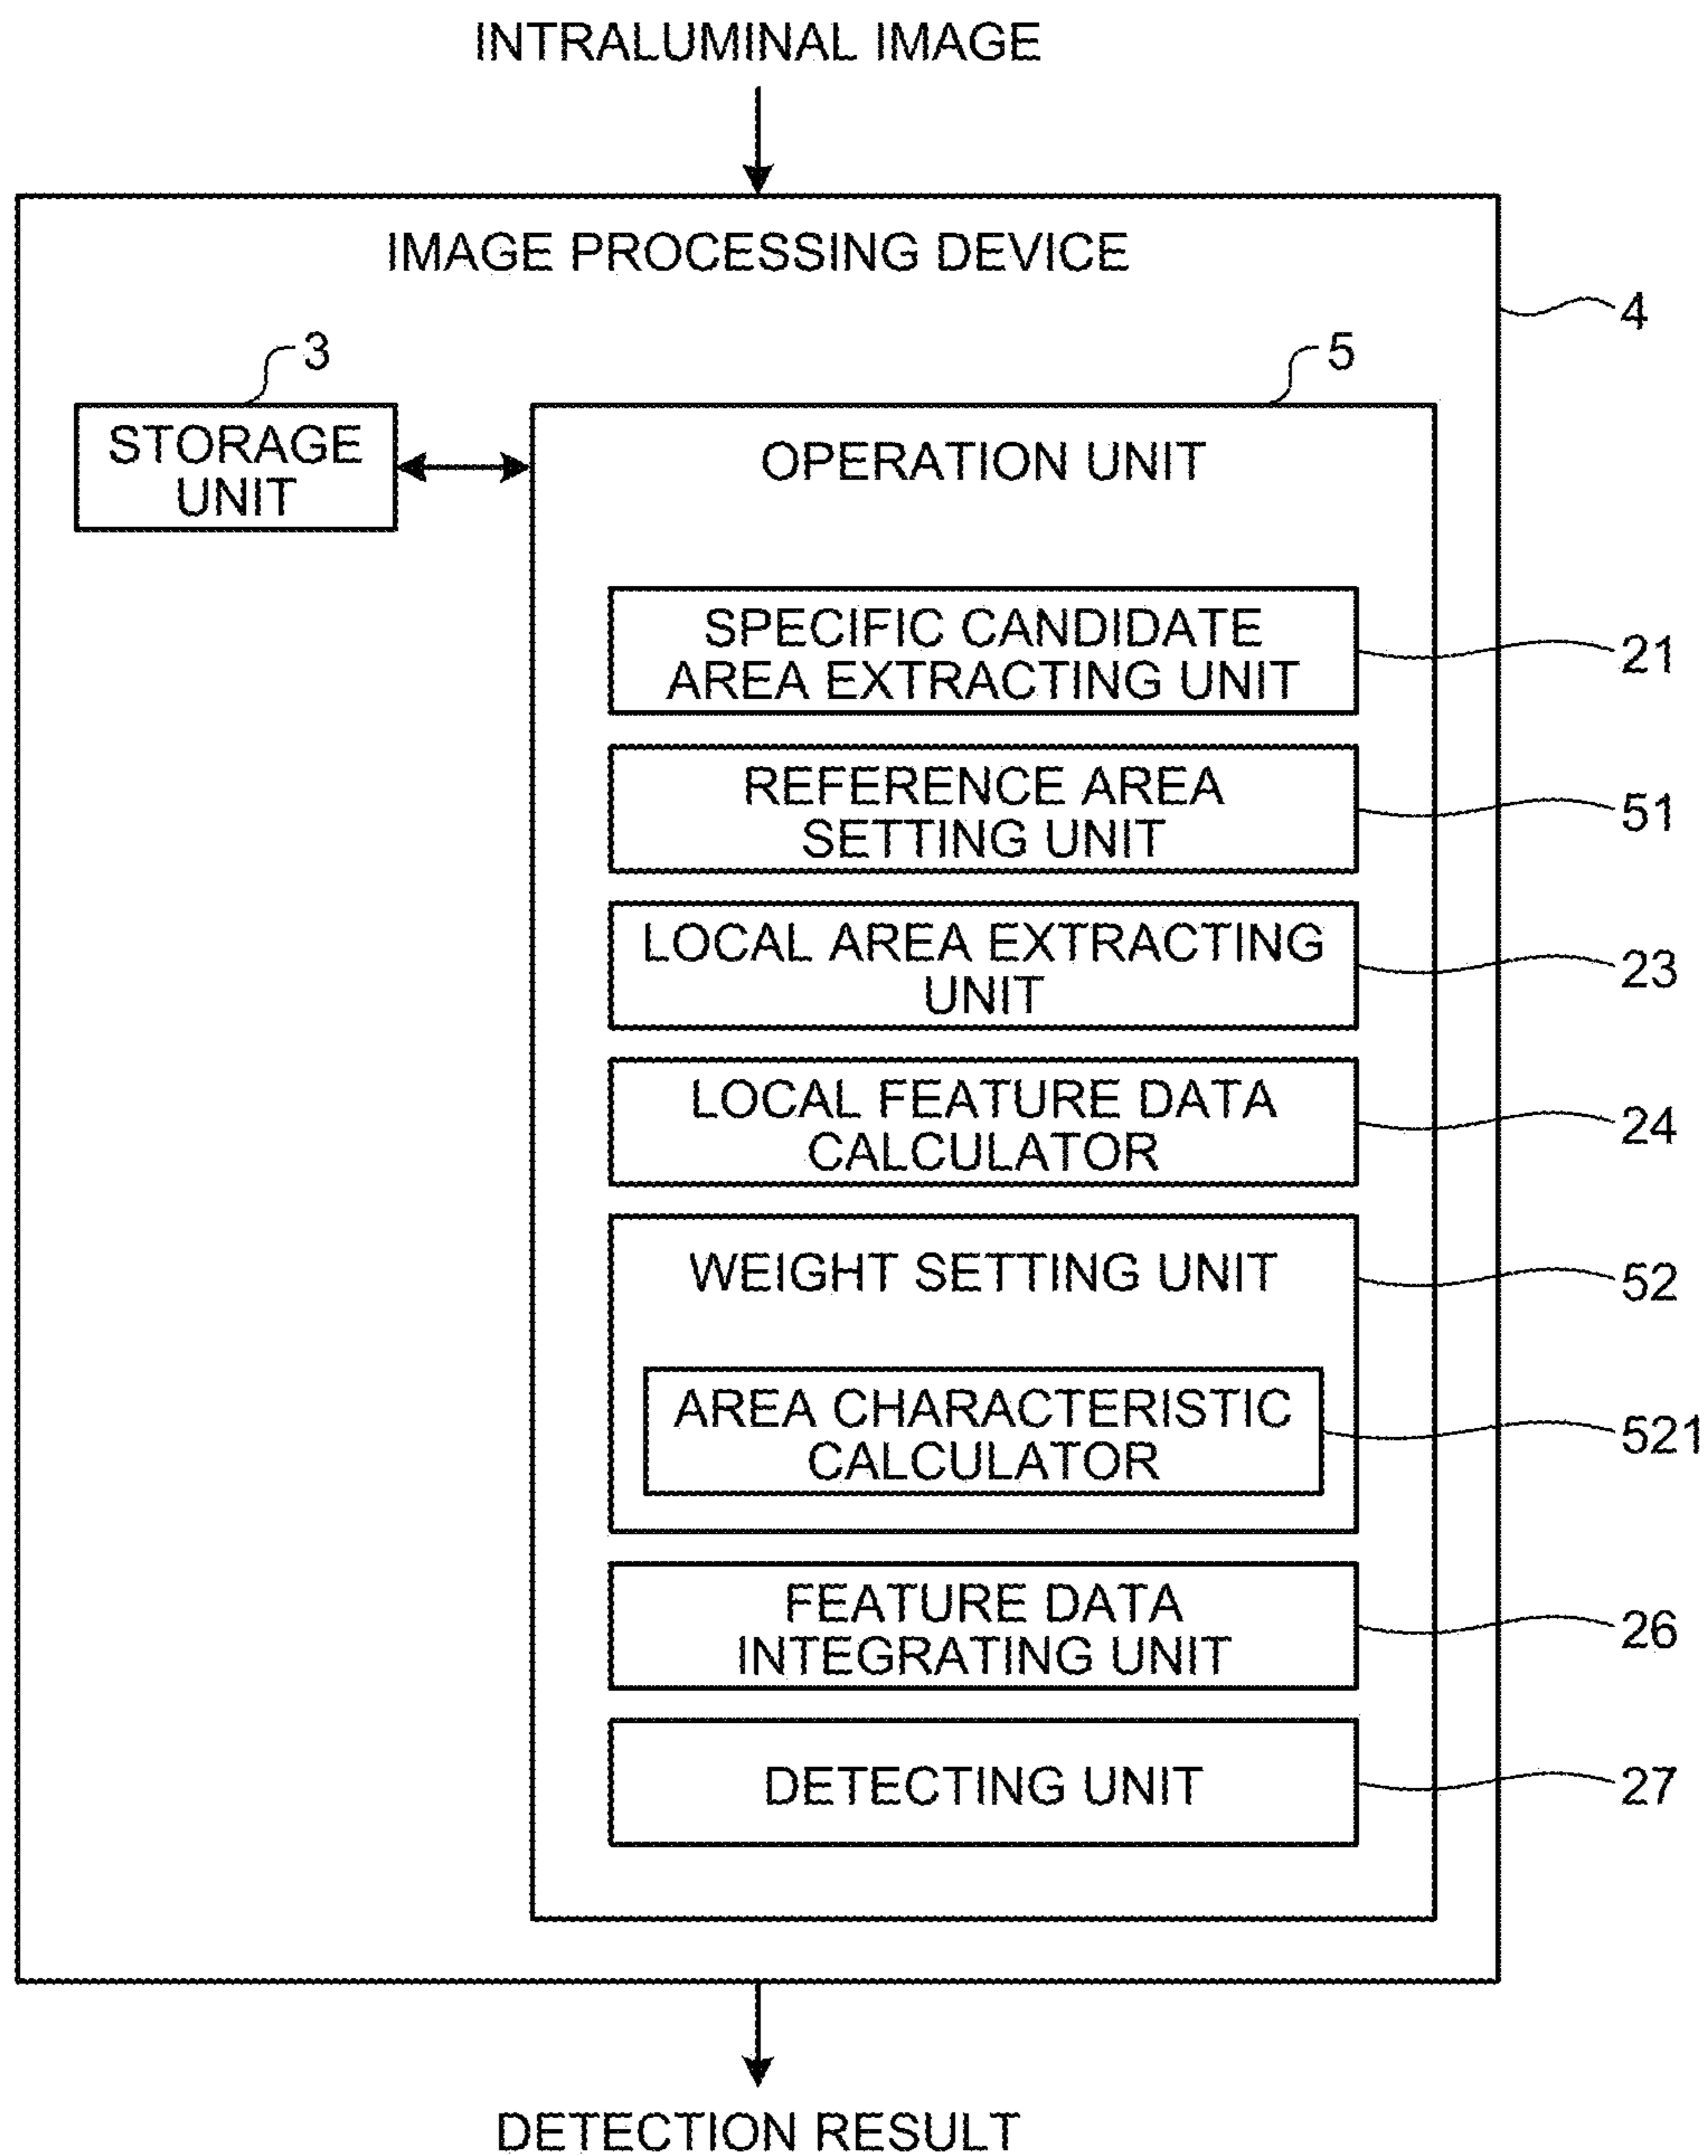 INTRALUMINAL IMAGE
IMAGE PROCESSING DEVICE
4
3
5
STORAGE
UNIT
OPERATION UNIT
SPECIFIC CANDIDATE
AREA EXTRACTING UNIT
21
REFERENCE AREA
SETTING UNIT
51
LOCAL AREA EXTRACTING
UNIT
23
LOCAL FEATURE DATA
CALCULATOR
24
WEIGHT SETTING UNIT
52
AREA CHARACTERISTIC
CALCULATOR
521
FEATURE DATA
INTEGRATING UNIT
26
DETECTING UNIT
27
DETECTION RESULT